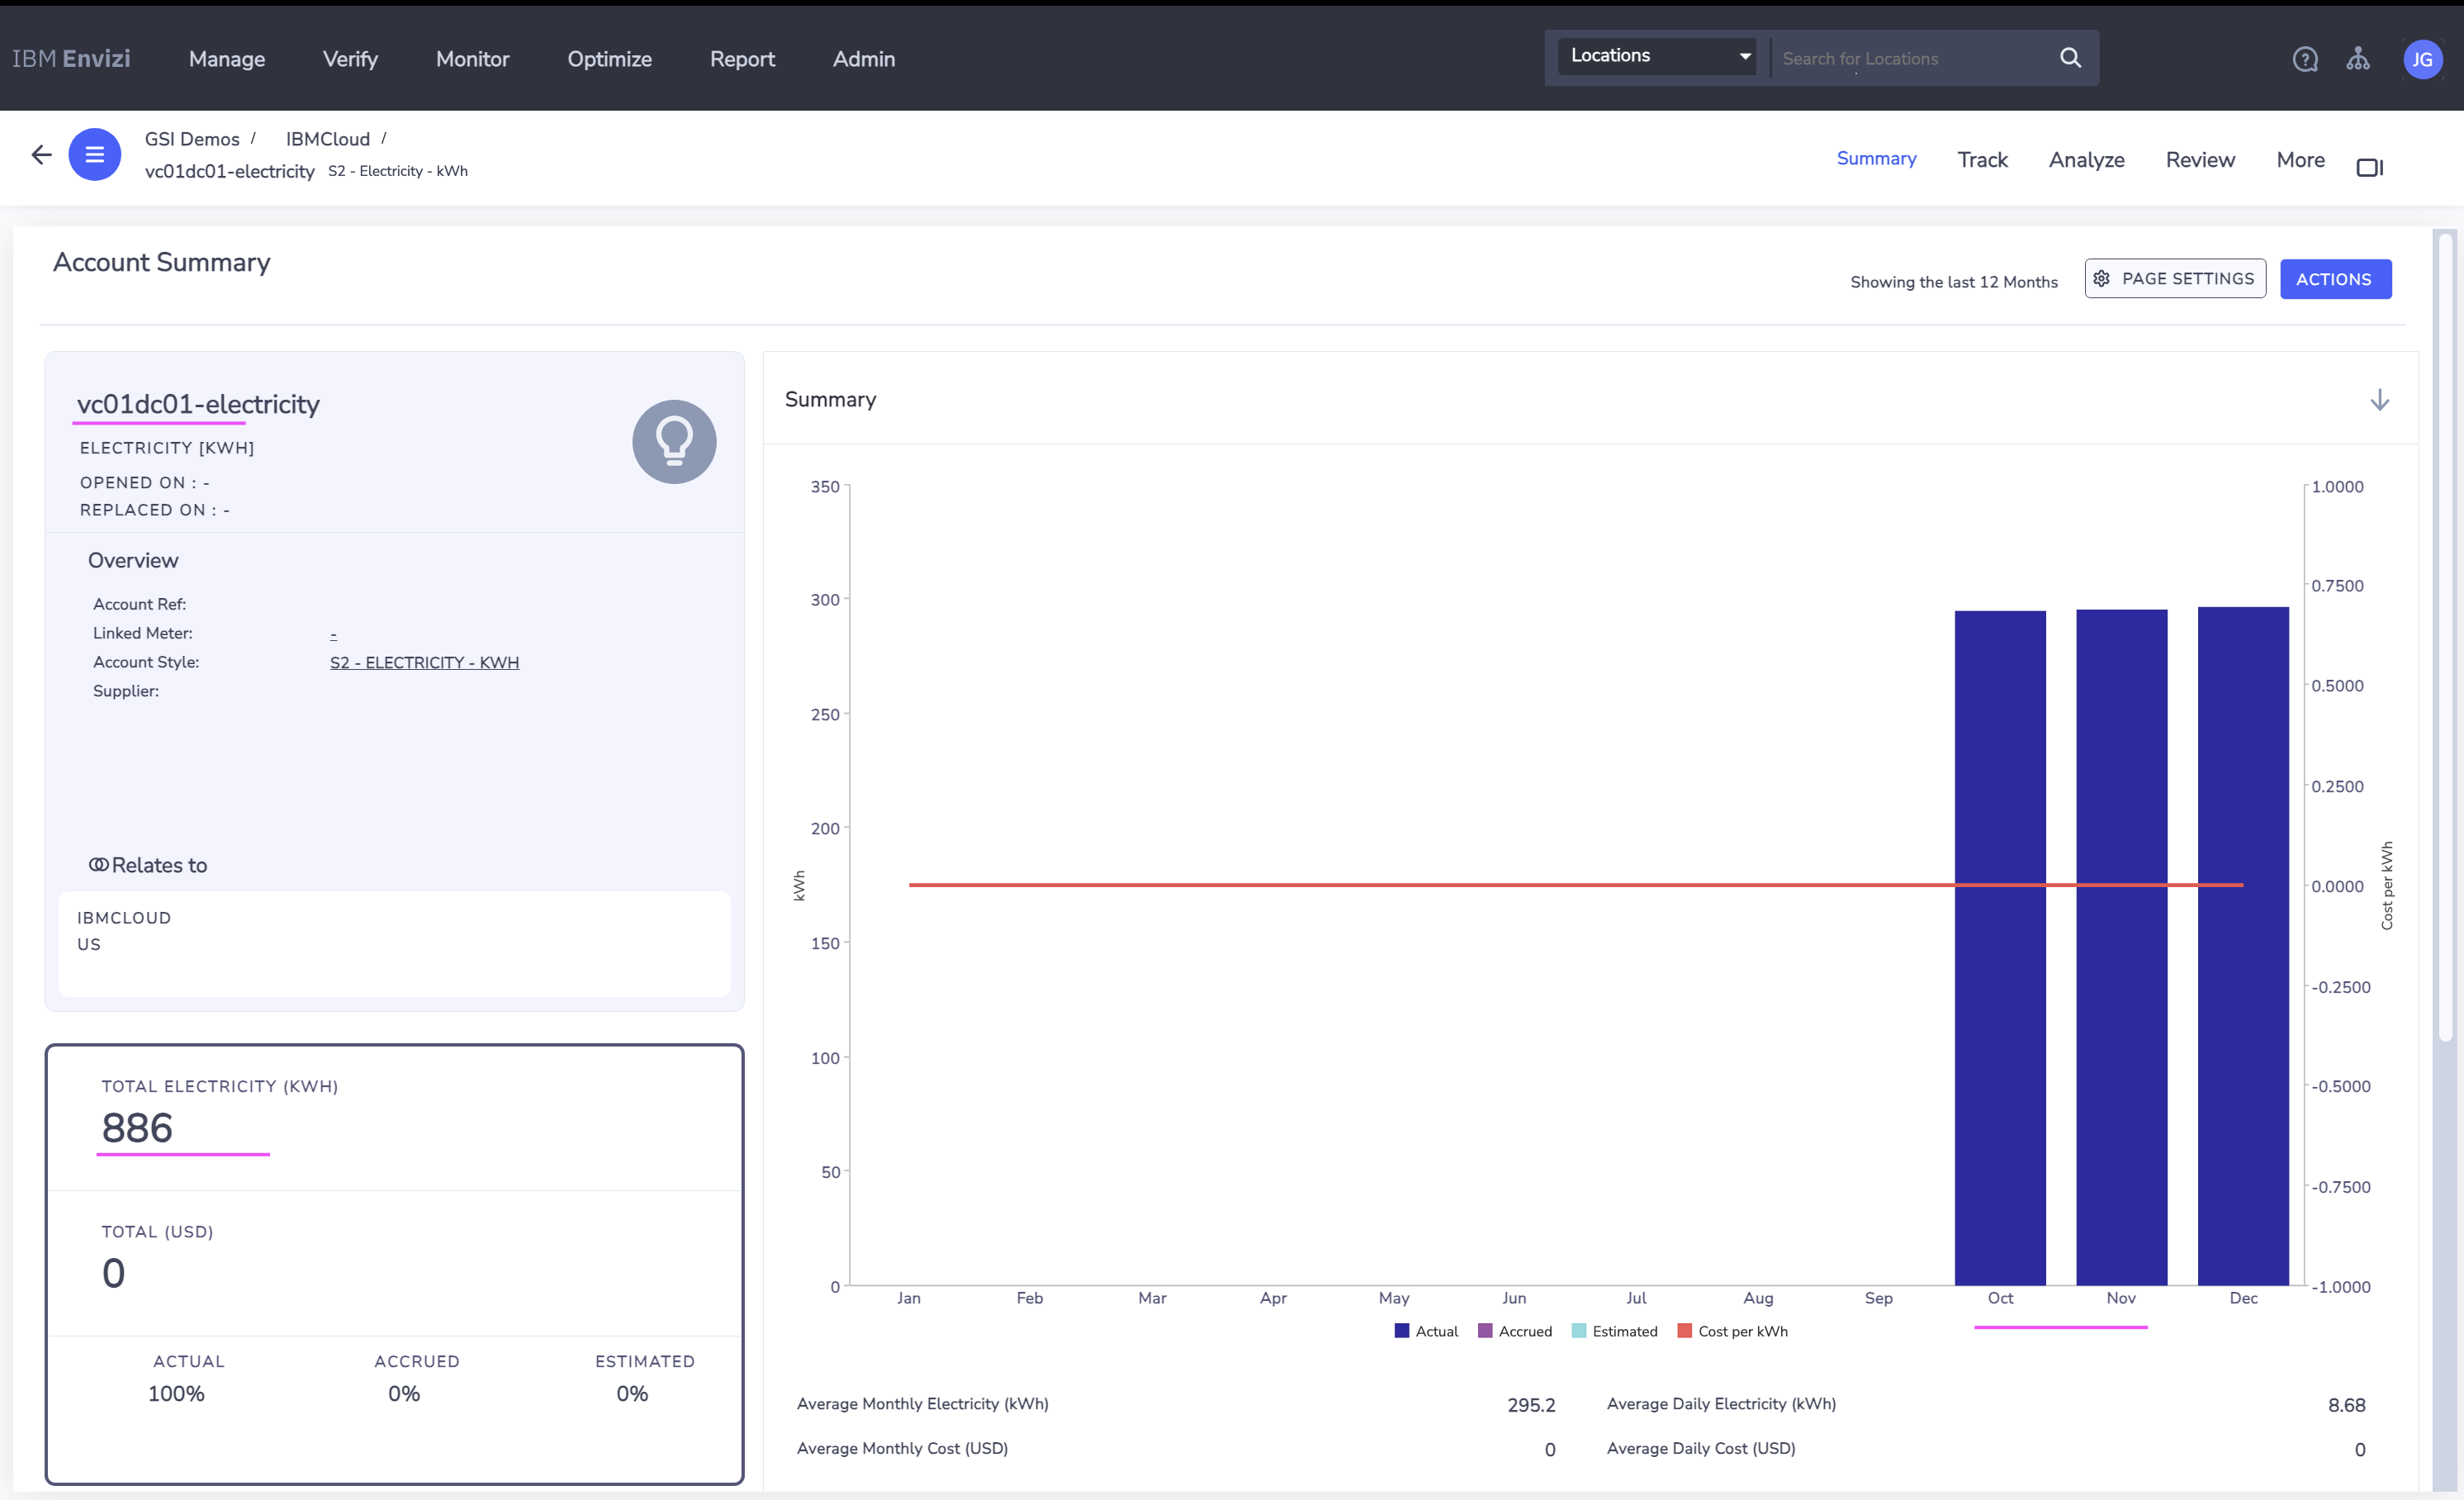 IBM Envizi Manage Verify Monitor Optimize Report Admin Locations Search for Locations JG
GSI Demos / IBMCloud /
vc01dc01-electricity S2 - Electricity - kWh
Summary Track Analyze Review More
Account Summary
Showing the last 12 Months PAGE SETTINGS ACTIONS
vc01dc01-electricity
ELECTRICITY [KWH]
OPENED ON : -
REPLACED ON : -
Overview
Account Ref:
Linked Meter: -
Account Style: S2 - ELECTRICITY - KWH
Supplier:
Relates to
IBMCLOUD
US
TOTAL ELECTRICITY (KWH)
886
TOTAL (USD)
0
ACTUAL ACCRUED ESTIMATED
100% 0% 0%
Summary
350 1.0000
300 0.7500
250 0.5000
200 0.2500
150 0.0000
100 -0.2500
50 -0.5000
0 -0.7500
-1.0000
kWh
Cost per kWh
Jan Feb Mar Apr May Jun Jul Aug Sep Oct Nov Dec
Actual Accrued Estimated Cost per kWh
Average Monthly Electricity (kWh) 295.2 Average Daily Electricity (kWh) 8.68
Average Monthly Cost (USD) 0 Average Daily Cost (USD) 0